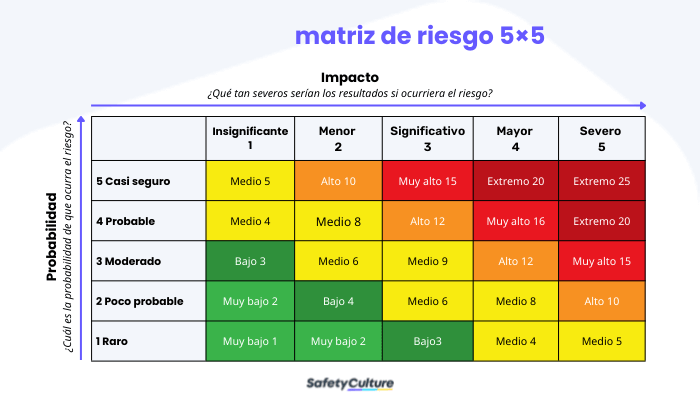 matriz de riesgo 5×5
Impacto
¿Qué tan severos serían los resultados si ocurriera el riesgo?
Probabilidad
¿Cuál es la probabilidad de que ocurra el riesgo?
Insignificante 1
Menor 2
Significativo 3
Mayor 4
Severo 5
5 Casi seguro
Medio 5
Alto 10
Muy alto 15
Extremo 20
Extremo 25
4 Probable
Medio 4
Medio 8
Alto 12
Muy alto 16
Extremo 20
3 Moderado
Bajo 3
Medio 6
Medio 9
Alto 12
Muy alto 15
2 Poco probable
Muy bajo 2
Bajo 4
Medio 6
Medio 8
Alto 10
1 Raro
Muy bajo 1
Muy bajo 2
Bajo3
Medio 4
Medio 5
SafetyCulture